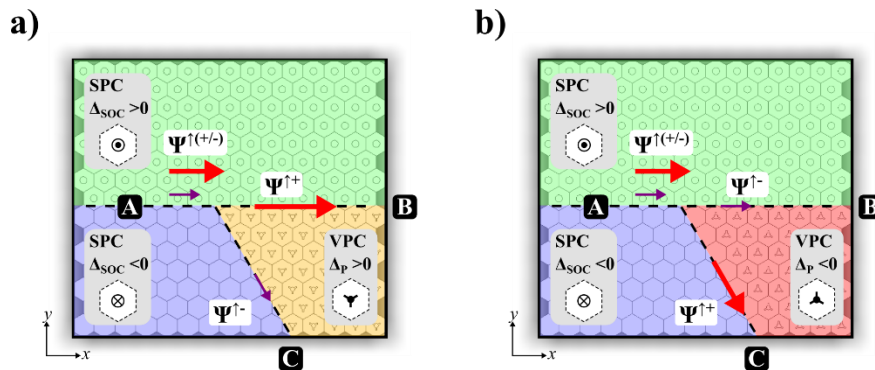 a)
SPC
Δ_SOC >0
Ψ^↑(+/-)
Ψ^↑+
A
B
SPC
Δ_SOC <0
VPC
Δ_P >0
Ψ^↑-
C
y
x
b)
SPC
Δ_SOC >0
Ψ^↑(+/-)
Ψ^↑-
A
B
SPC
Δ_SOC <0
VPC
Δ_P <0
Ψ^↑+
C
y
x